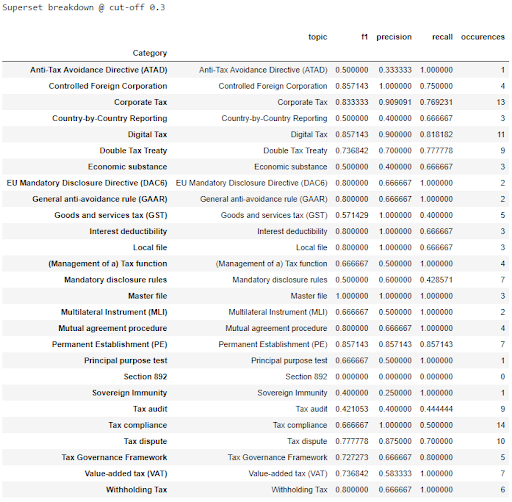 Superset breakdown @ cut-off 0.3
topic f1 precision recall occurences
Category
Anti-Tax Avoidance Directive (ATAD) Anti-Tax Avoidance Directive (ATAD) 0.500000 0.333333 1.000000 1
Controlled Foreign Corporation Controlled Foreign Corporation 0.857143 1.000000 0.750000 4
Corporate Tax Corporate Tax 0.833333 0.909091 0.769231 13
Country-by-Country Reporting Country-by-Country Reporting 0.500000 0.400000 0.666667 3
Digital Tax Digital Tax 0.857143 0.900000 0.818182 11
Double Tax Treaty Double Tax Treaty 0.736842 0.700000 0.777778 9
Economic substance Economic substance 0.500000 0.400000 0.666667 3
EU Mandatory Disclosure Directive (DAC6) EU Mandatory Disclosure Directive (DAC6) 0.800000 0.666667 1.000000 2
General anti-avoidance rule (GAAR) General anti-avoidance rule (GAAR) 0.800000 0.666667 1.000000 2
Goods and services tax (GST) Goods and services tax (GST) 0.571429 1.000000 0.400000 5
Interest deductibility Interest deductibility 0.800000 1.000000 0.666667 3
Local file Local file 0.800000 1.000000 0.666667 3
(Management of a) Tax function (Management of a) Tax function 0.666667 0.500000 1.000000 4
Mandatory disclosure rules Mandatory disclosure rules 0.500000 0.600000 0.428571 7
Master file Master file 1.000000 1.000000 1.000000 3
Multilateral Instrument (MLI) Multilateral Instrument (MLI) 0.666667 0.500000 1.000000 2
Mutual agreement procedure Mutual agreement procedure 0.800000 0.666667 1.000000 4
Permanent Establishment (PE) Permanent Establishment (PE) 0.857143 0.857143 0.857143 7
Principal purpose test Principal purpose test 0.666667 0.500000 1.000000 1
Section 892 Section 892 0.000000 0.000000 0.000000 0
Sovereign Immunity Sovereign Immunity 0.400000 0.250000 1.000000 1
Tax audit Tax audit 0.421053 0.400000 0.444444 9
Tax compliance Tax compliance 0.666667 1.000000 0.500000 14
Tax dispute Tax dispute 0.777778 0.875000 0.700000 10
Tax Governance Framework Tax Governance Framework 0.727273 0.666667 0.800000 5
Value-added tax (VAT) Value-added tax (VAT) 0.736842 0.583333 1.000000 7
Withholding Tax Withholding Tax 0.800000 0.666667 1.000000 6